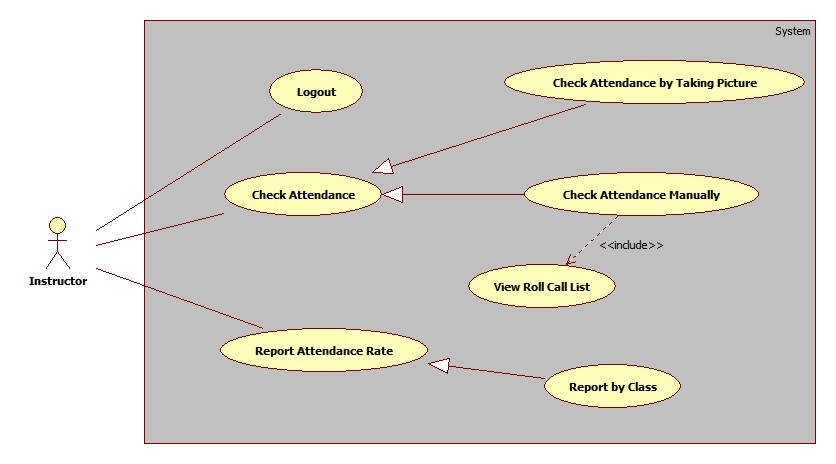 System
Check Attendance by Taking Picture
Logout
Check Attendance
Check Attendance Manually
<<include>>
Instructor
View Roll Call List
Report Attendance Rate
Report by Class